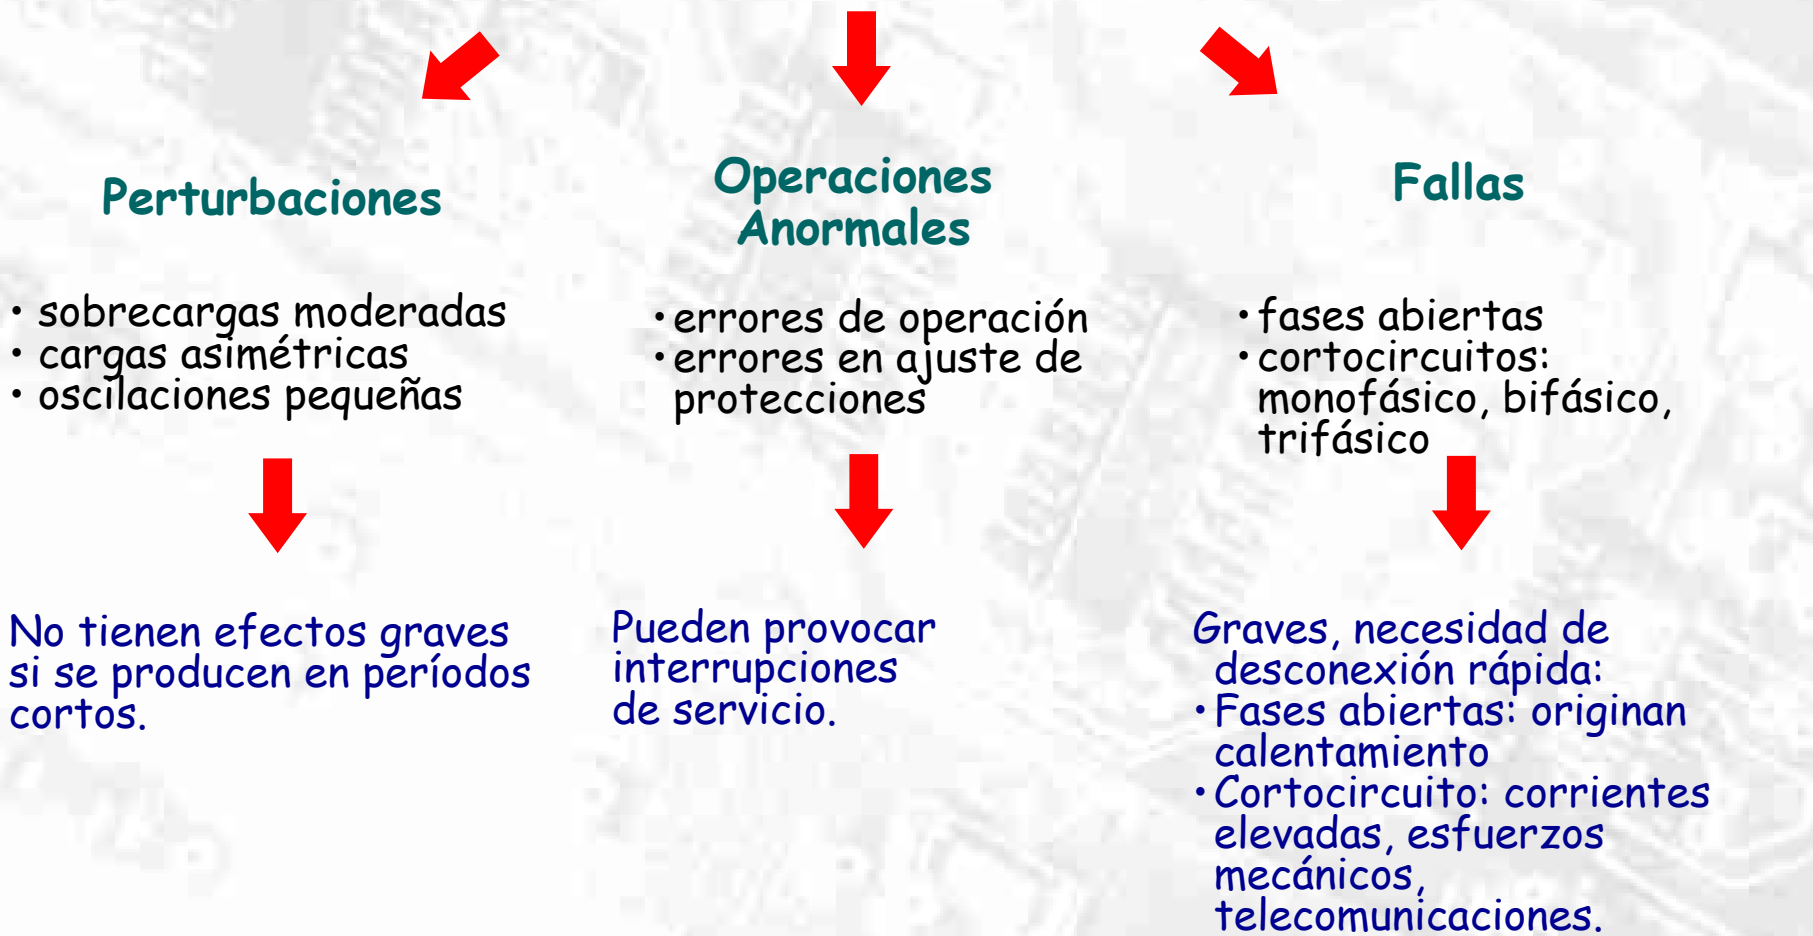 Perturbaciones
• sobrecargas moderadas
• cargas asimétricas
• oscilaciones pequeñas
No tienen efectos graves
si se producen en períodos
cortos.
Operaciones
Anormales
• errores de operación
• errores en ajuste de
protecciones
Pueden provocar
interrupciones
de servicio.
Fallas
• fases abiertas
• cortocircuitos:
monofásico, bifásico,
trifásico
Graves, necesidad de
desconexión rápida:
• Fases abiertas: originan
calentamiento
• Cortocircuito: corrientes
elevadas, esfuerzos
mecánicos,
telecomunicaciones.